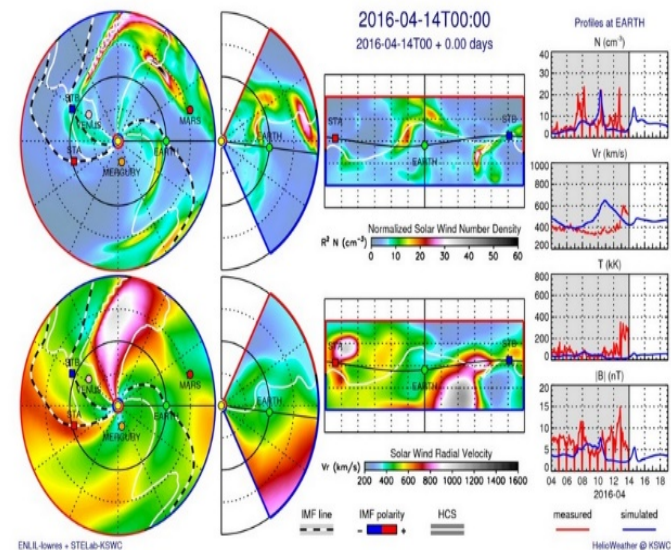 2016-04-14T00:00
2016-04-14T00 + 0.00 days
Profiles at EARTH
N (cm⁻³)
40
30
20
10
0
Vr (km/s)
1000
800
600
400
200
T (kK)
800
600
400
200
0
|B| (nT)
20
15
10
5
0
04 06 08 10 12 14 16 18
2016-04
measured
simulated
STB
VENUS
MARS
STA
EARTH
MERCURY
EARTH
STA
STB
EARTH
Normalized Solar Wind Number Density
R² N (cm⁻³)
0 10 20 30 40 50 60
STB
VENUS
MARS
STA
EARTH
MERCURY
EARTH
STA
STB
EARTH
Solar Wind Radial Velocity
Vr (km/s)
200 400 600 800 1000 1200 1400 1600
IMF line
IMF polarity
- +
HCS
ENLIL-lowres + STELab-KSWC
HelioWeather @ KSWC